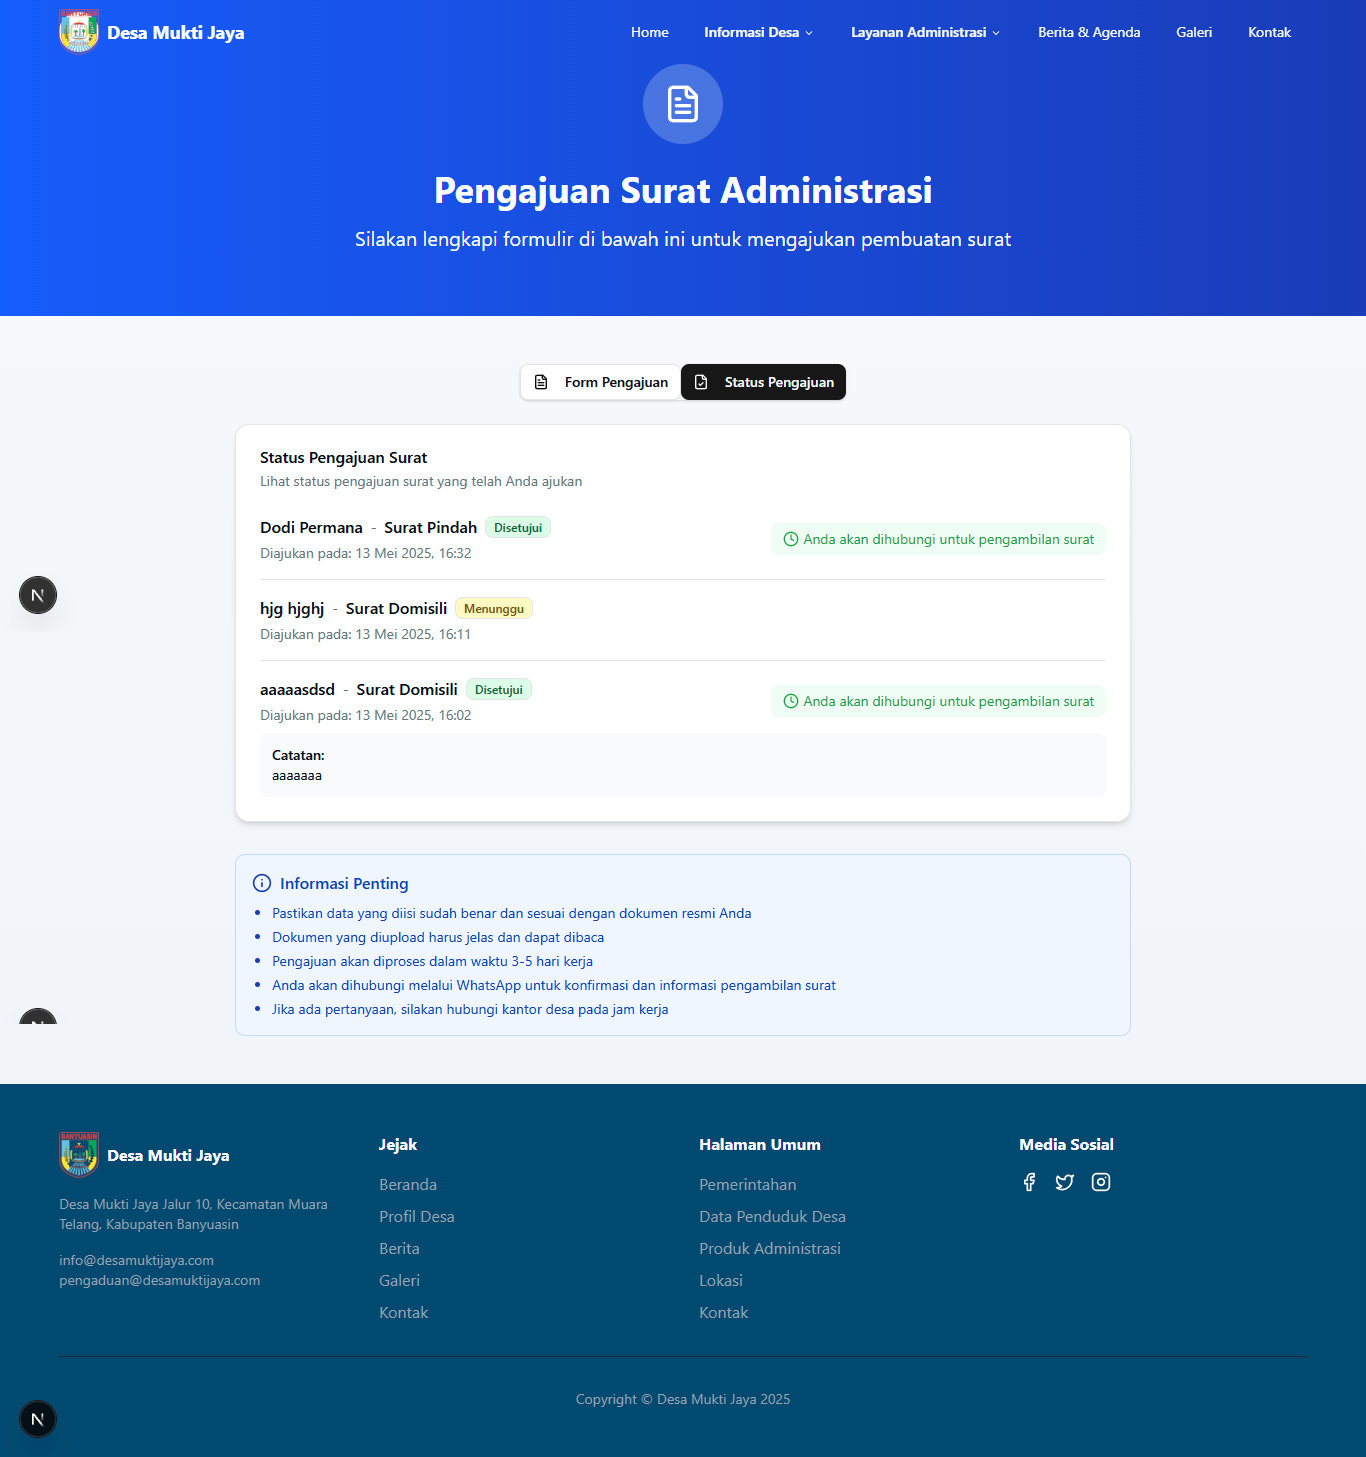 BANYUASIN
Desa Mukti Jaya
Home
Informasi Desa
Layanan Administrasi
Berita & Agenda
Galeri
Kontak
Pengajuan Surat Administrasi
Silakan lengkapi formulir di bawah ini untuk mengajukan pembuatan surat
Form Pengajuan
Status Pengajuan
Status Pengajuan Surat
Lihat status pengajuan surat yang telah Anda ajukan
Dodi Permana - Surat Pindah Disetujui
Diajukan pada: 13 Mei 2025, 16:32
Anda akan dihubungi untuk pengambilan surat
hjg hjghj - Surat Domisili Menunggu
Diajukan pada: 13 Mei 2025, 16:11
aaaaasdsd - Surat Domisili Disetujui
Diajukan pada: 13 Mei 2025, 16:02
Anda akan dihubungi untuk pengambilan surat
Catatan:
aaaaaaa
N
Informasi Penting
• Pastikan data yang diisi sudah benar dan sesuai dengan dokumen resmi Anda
• Dokumen yang diupload harus jelas dan dapat dibaca
• Pengajuan akan diproses dalam waktu 3-5 hari kerja
• Anda akan dihubungi melalui WhatsApp untuk konfirmasi dan informasi pengambilan surat
• Jika ada pertanyaan, silakan hubungi kantor desa pada jam kerja
N
BANYUASIN
Desa Mukti Jaya
Desa Mukti Jaya Jalur 10, Kecamatan Muara
Telang, Kabupaten Banyuasin
info@desamuktijaya.com
pengaduan@desamuktijaya.com
Jejak
Beranda
Profil Desa
Berita
Galeri
Kontak
Halaman Umum
Pemerintahan
Data Penduduk Desa
Produk Administrasi
Lokasi
Kontak
Media Sosial
Copyright © Desa Mukti Jaya 2025
N